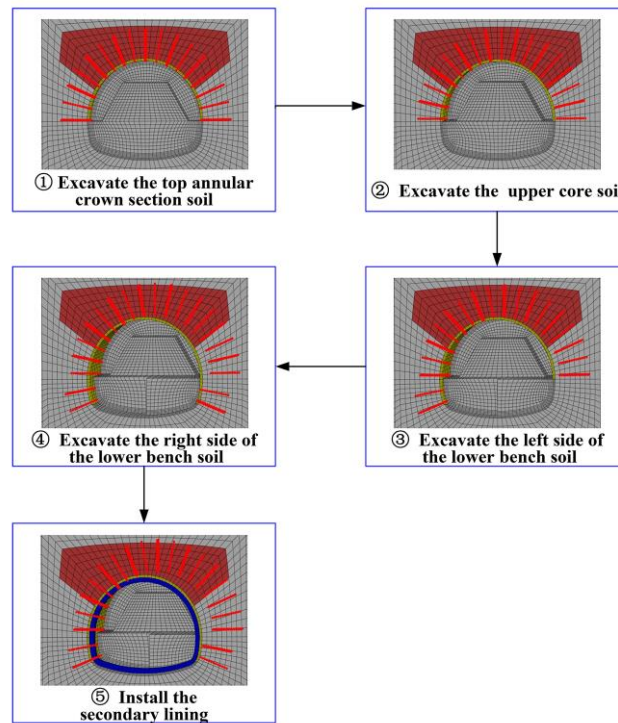 ① Excavate the top annular
crown section soil
② Excavate the upper core soi
③ Excavate the left side of
the lower bench soil
④ Excavate the right side of
the lower bench soil
⑤ Install the
secondary lining